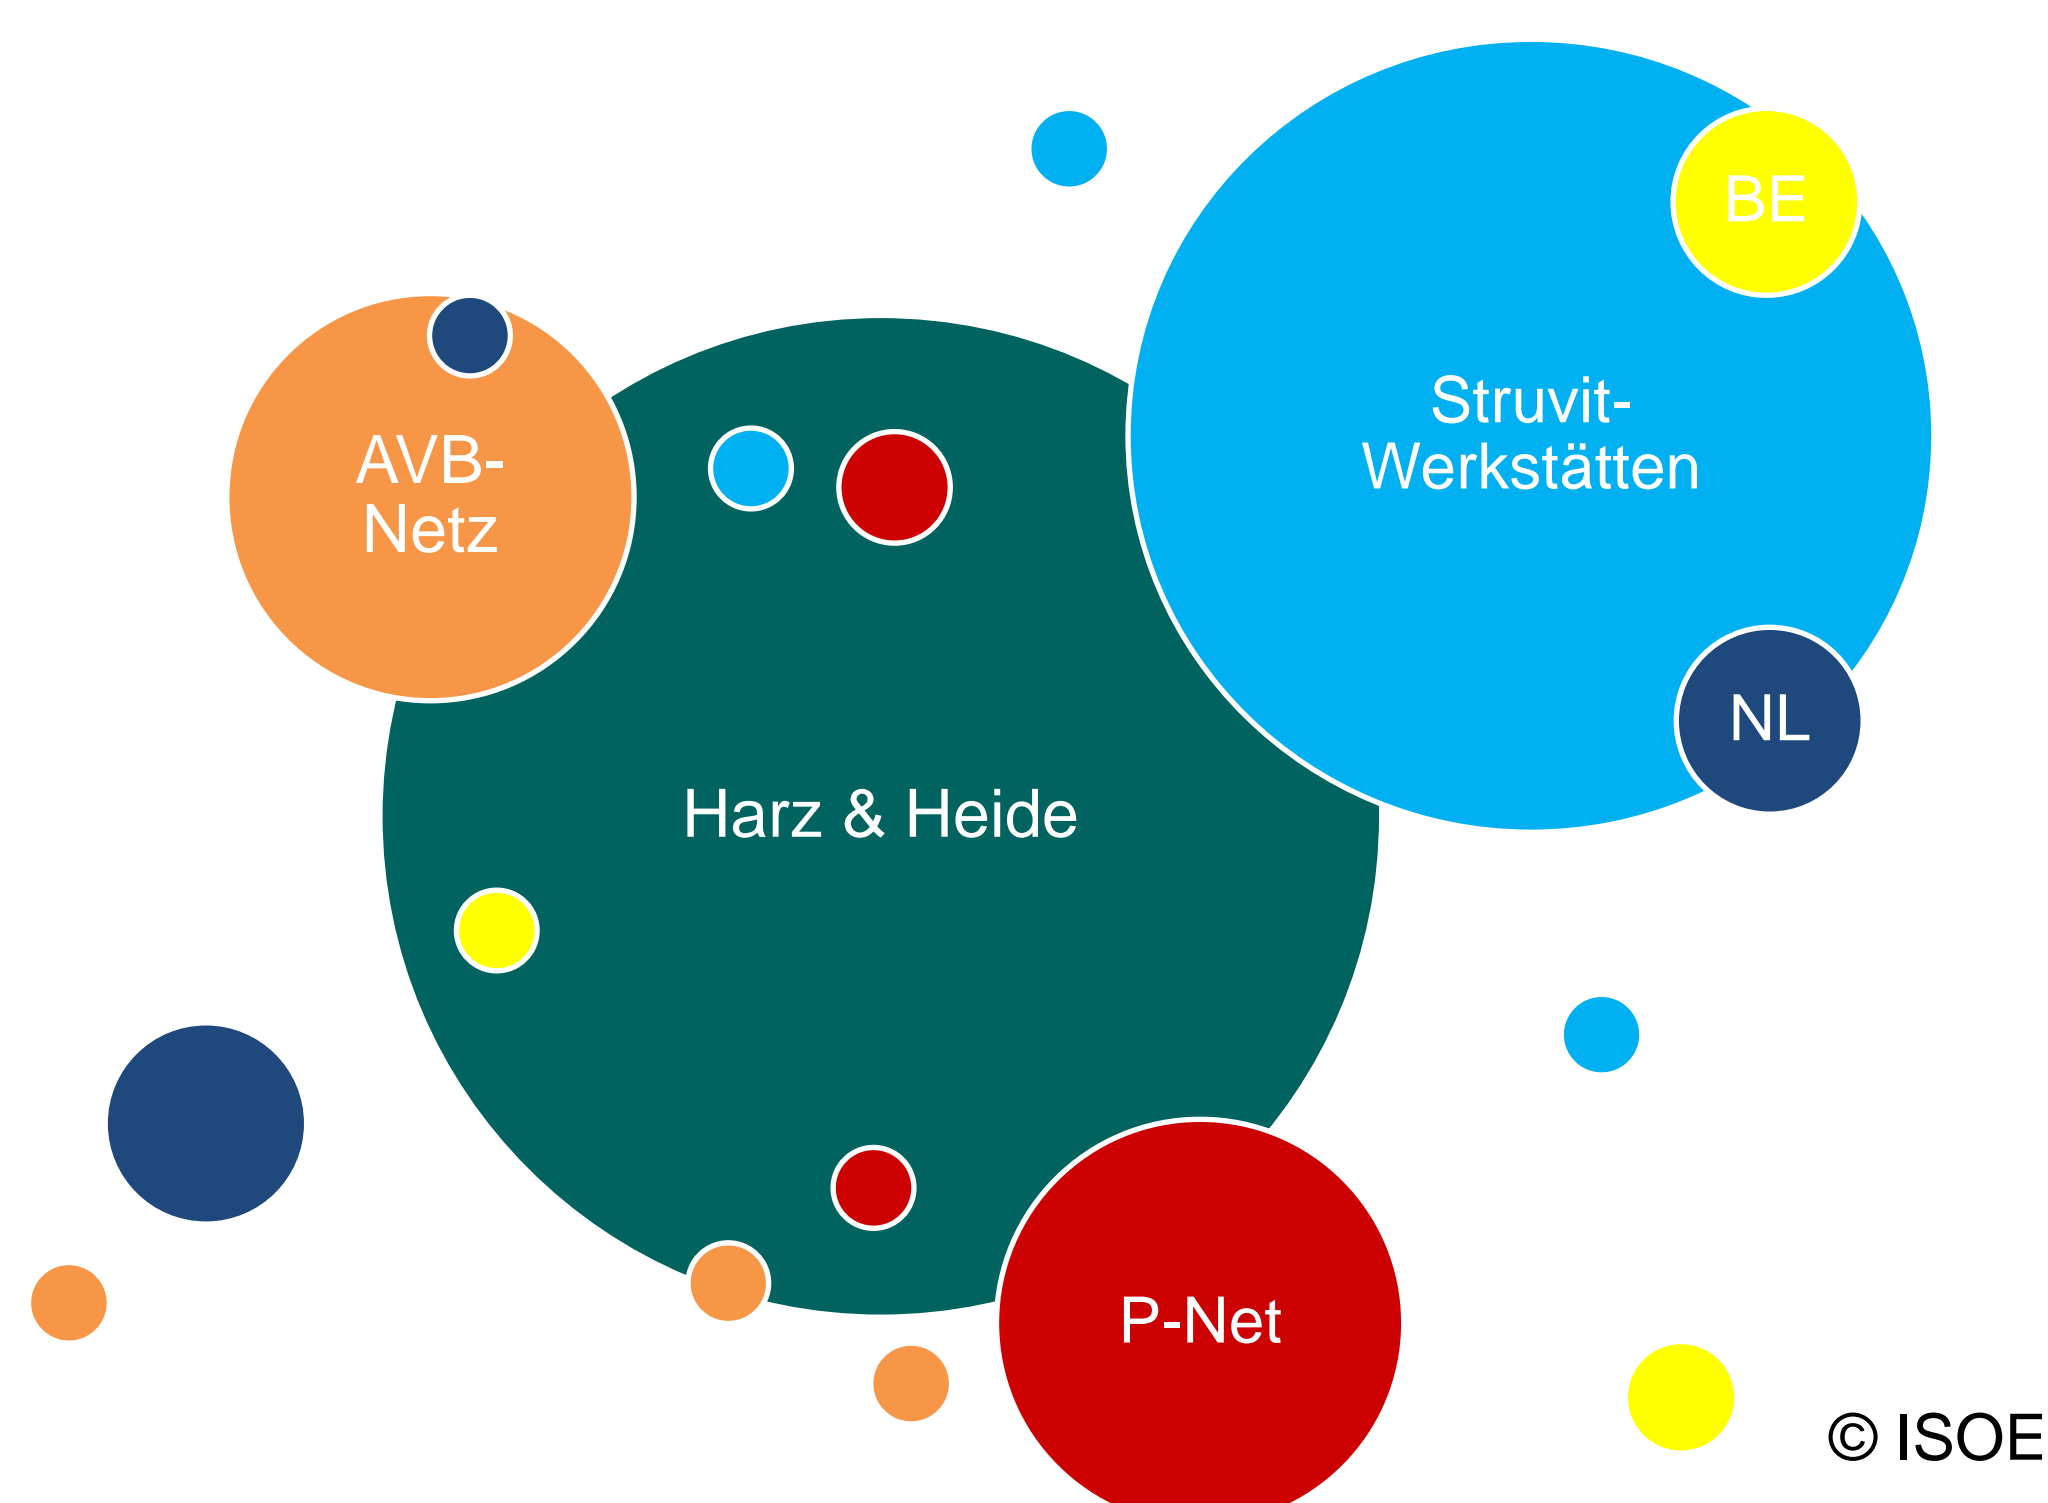 BE
Struvit-
Werkstätten
AVB-
Netz
NL
Harz & Heide
P-Net
© ISOE